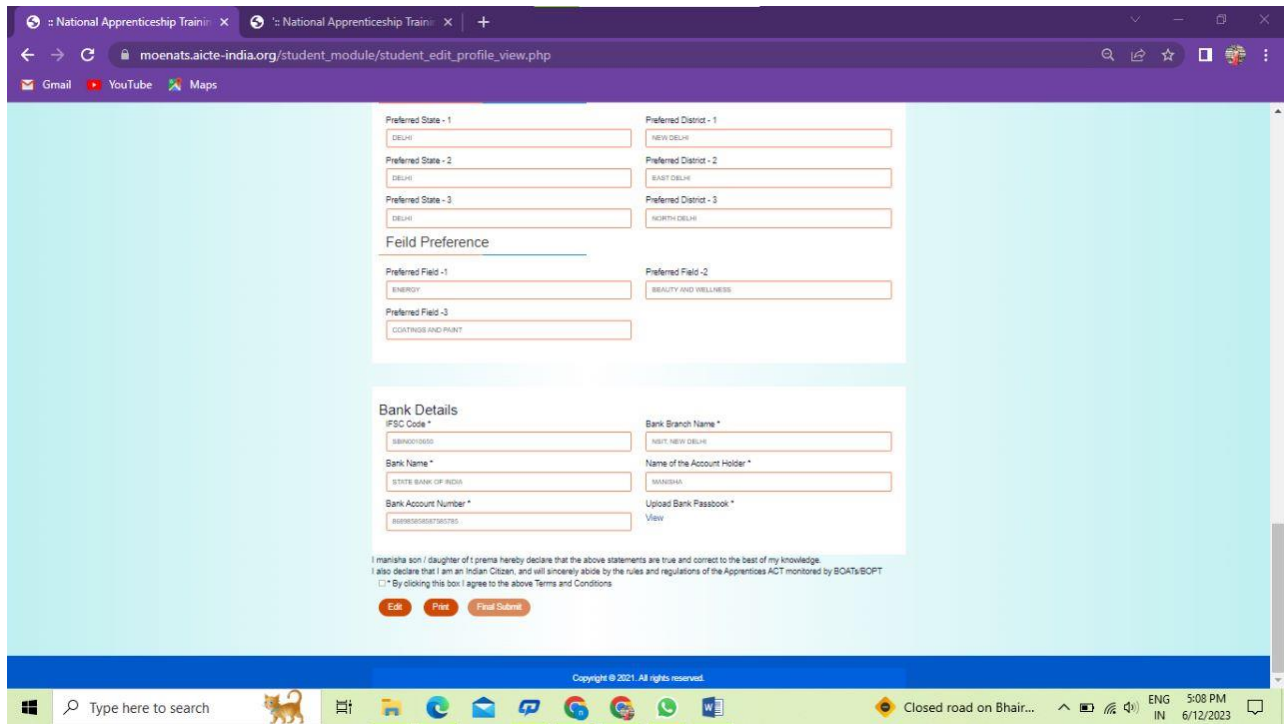 :: National Apprenticeship Trainin
':: National Apprenticeship Trainin
moenats.aicte-india.org/student_module/student_edit_profile_view.php
Gmail YouTube Maps
Preferred State - 1 Preferred District - 1
DELHI NEW DELHI
Preferred State - 2 Preferred District - 2
DELHI EAST DELHI
Preferred State - 3 Preferred District - 3
DELHI NORTH DELHI
Feild Preference
Preferred Field -1 Preferred Field -2
ENERGY BEAUTY AND WELLNESS
Preferred Field -3
COATINGS AND PAINT
Bank Details
IFSC Code * Bank Branch Name *
NSIT, NEW DELHI
Bank Name * Name of the Account Holder *
STATE BANK OF INDIA MANISHA
Bank Account Number * Upload Bank Passbook *
View
I manisha son / daughter of t prema hereby declare that the above statements are true and correct to the best of my knowledge.
I also declare that I am an Indian Citizen, and will sincerely abide by the rules and regulations of the Apprentices ACT monitored by BOATs/BOPT
* By clicking this box I agree to the above Terms and Conditions
Edit Print Final Submit
Copyright © 2021. All rights reserved.
Type here to search
Closed road on Bhair...
ENG 5:08 PM
IN 6/12/2023